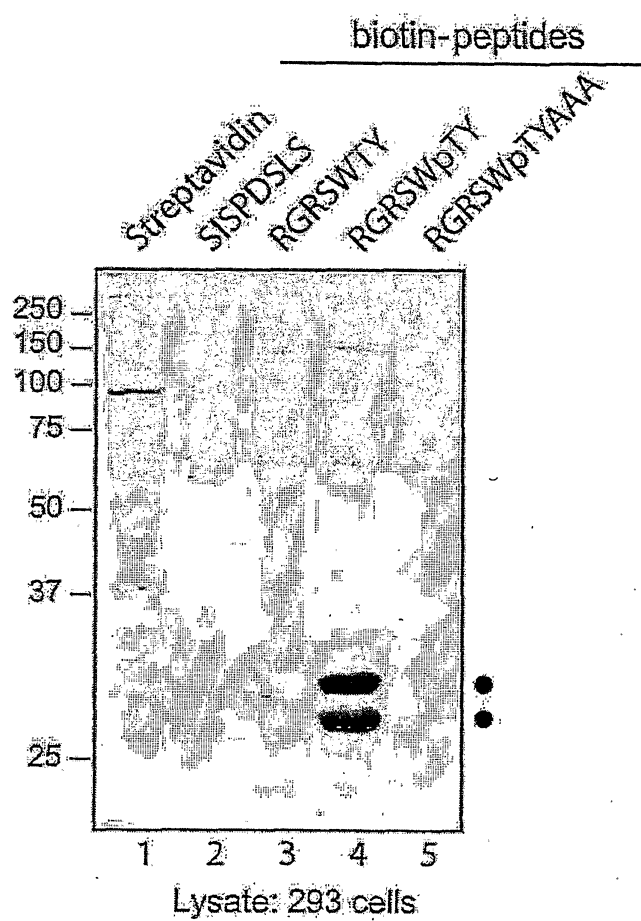 biotin-peptides
Streptavidin
SISPDSLS
RGRSWTY
RGRSWpTY
RGRSWpTYAAA
250
150
100
75
50
37
25
1 2 3 4 5
Lysate: 293 cells